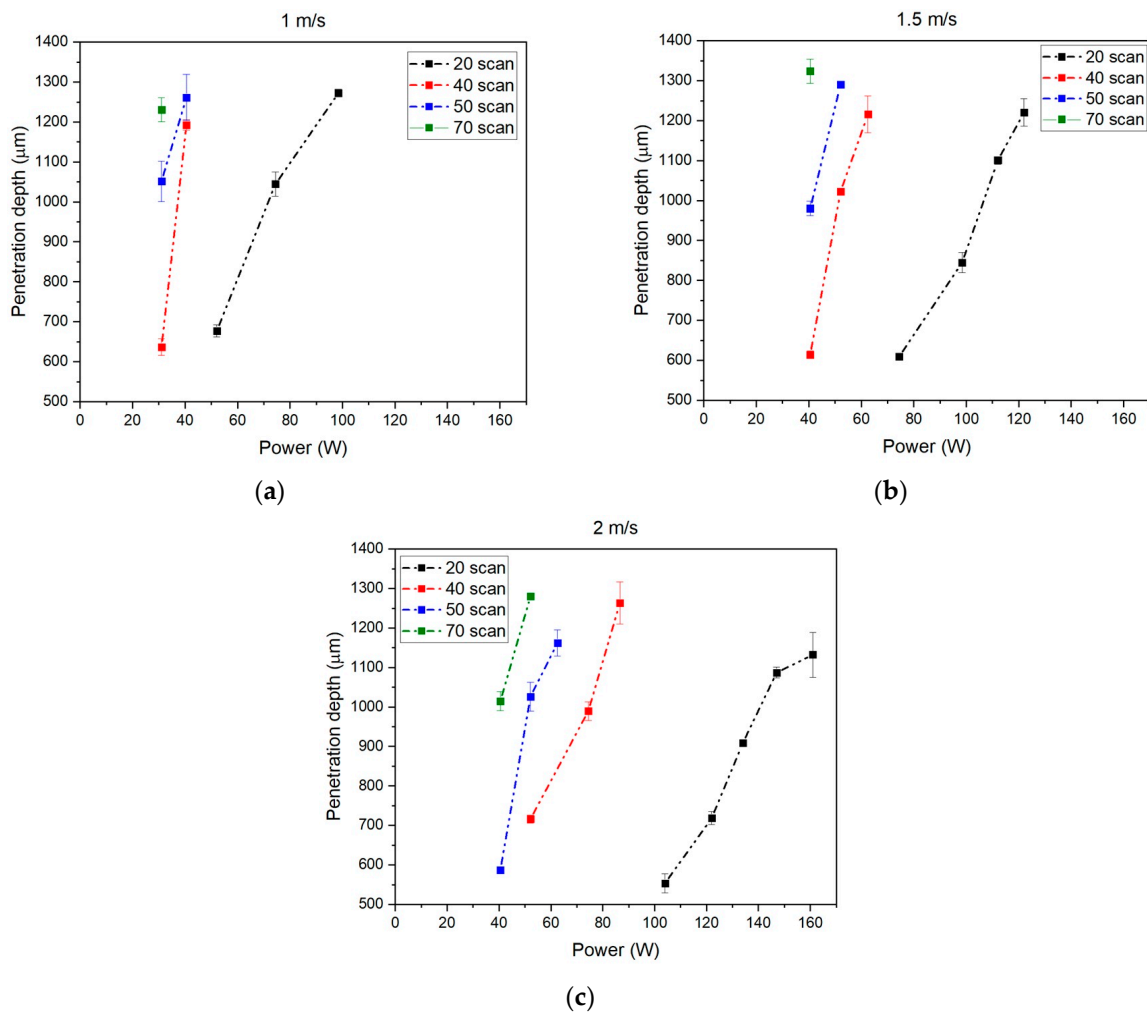 1 m/s
1400
1300
1200
1100
1000
900
800
700
600
500
Penetration depth (μm)
20 scan
40 scan
50 scan
70 scan
0 20 40 60 80 100 120 140 160
Power (W)
(a)
1.5 m/s
1400
1300
1200
1100
1000
900
800
700
600
500
Penetration depth (μm)
20 scan
40 scan
50 scan
70 scan
0 20 40 60 80 100 120 140 160
Power (W)
(b)
2 m/s
1400
1300
1200
1100
1000
900
800
700
600
500
Penetration depth (μm)
20 scan
40 scan
50 scan
70 scan
0 20 40 60 80 100 120 140 160
Power (W)
(c)